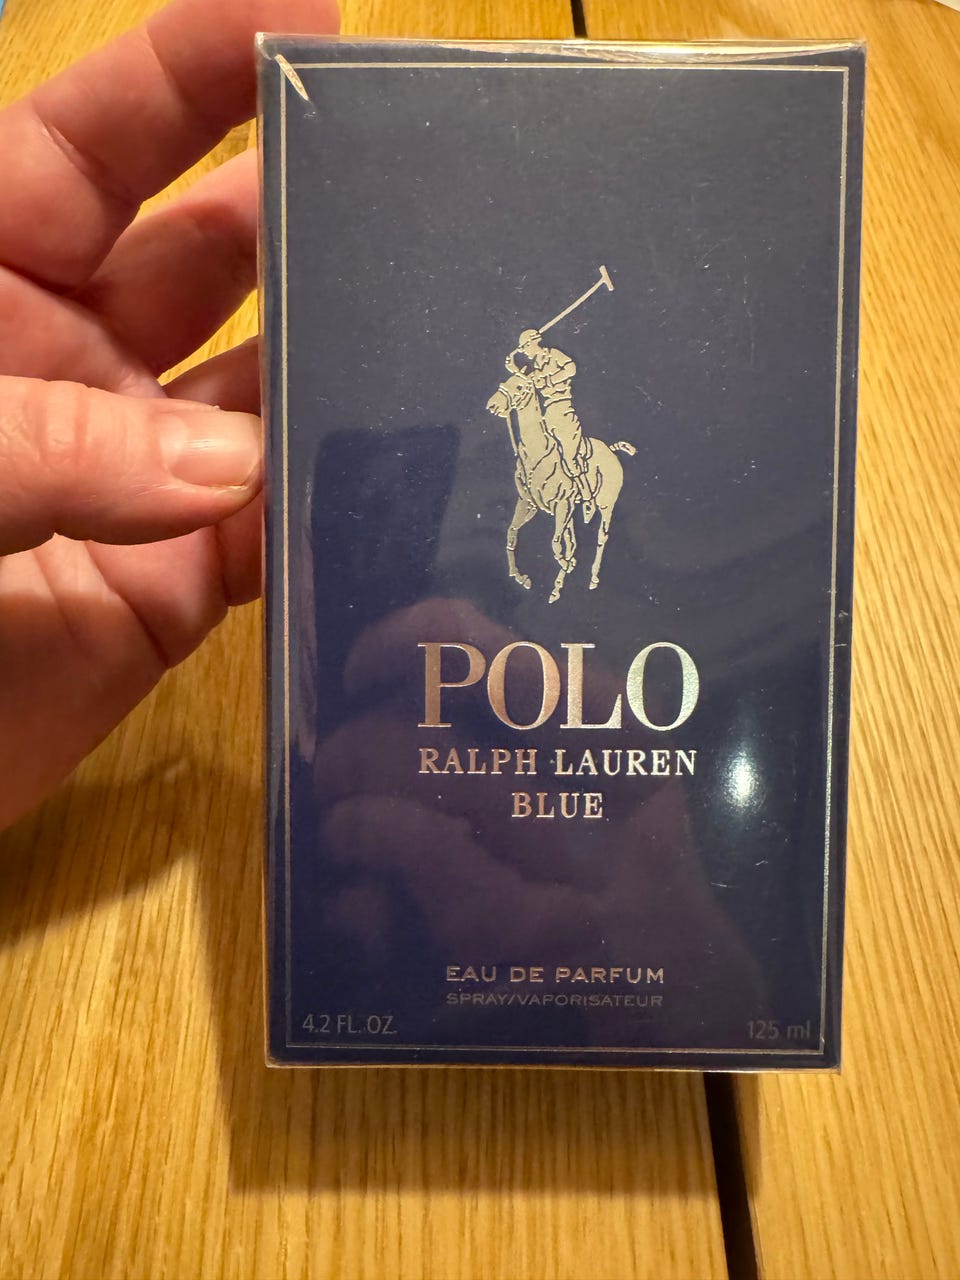 POLO
RALPH LAUREN
BLUE
EAU DE PARFUM
SPRAY/VAPORISATEUR
4.2 FL. OZ. 125 ml